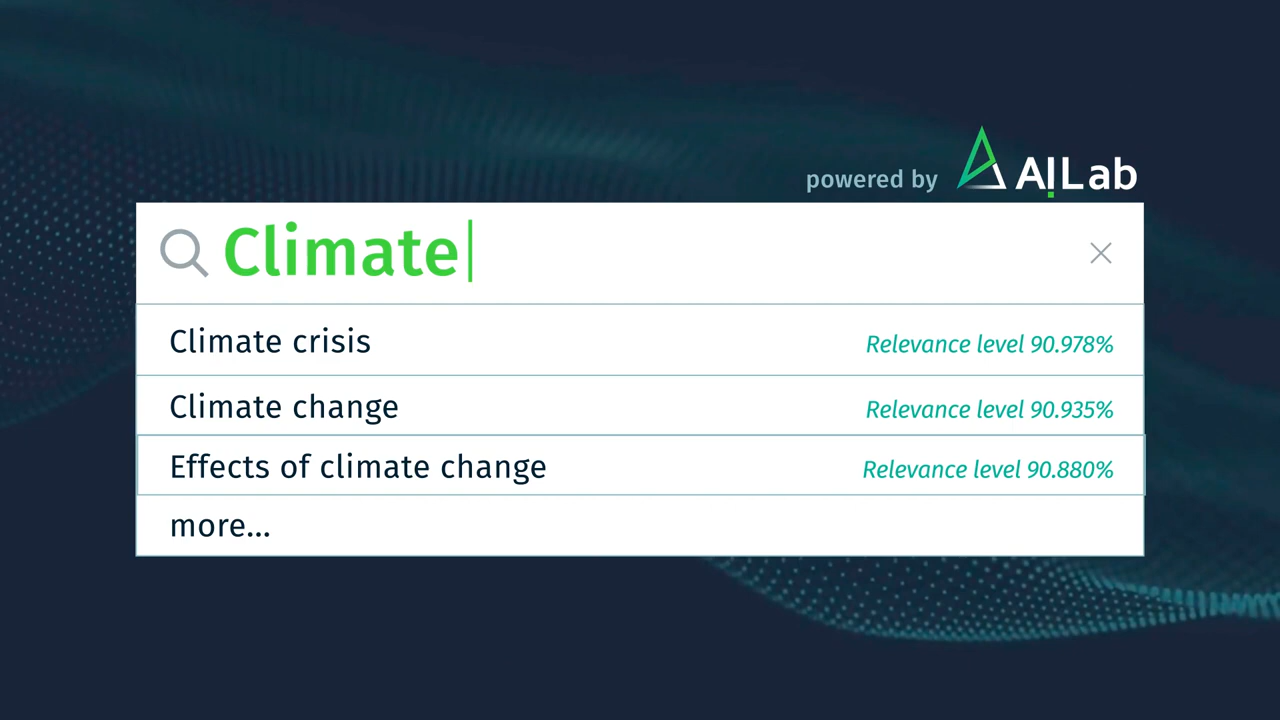 powered by AILab
Climate
Climate crisis Relevance level 90.978%
Climate change Relevance level 90.935%
Effects of climate change Relevance level 90.880%
more...